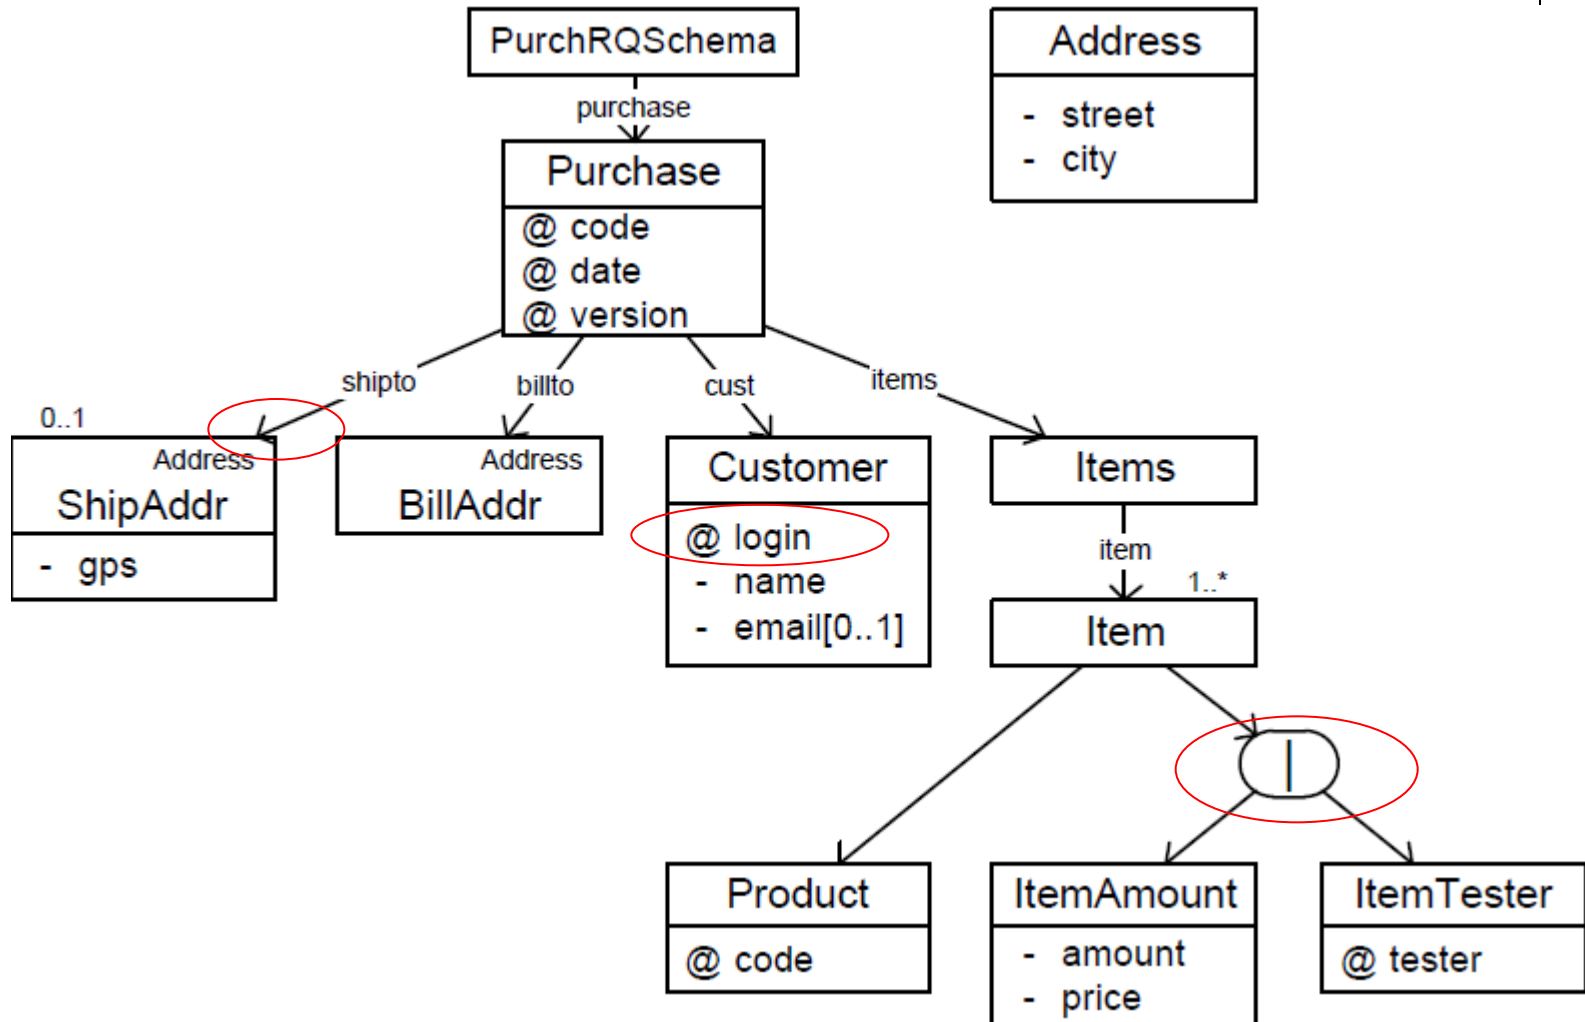 PurchRQSchema
Address
- street
- city
purchase
Purchase
@ code
@ date
@ version
shipto
billto
cust
items
0..1
Address
ShipAddr
- gps
Address
BillAddr
Customer
@ login
- name
- email[0..1]
Items
item
1..*
Item
|
Product
@ code
ItemAmount
- amount
- price
ItemTester
@ tester